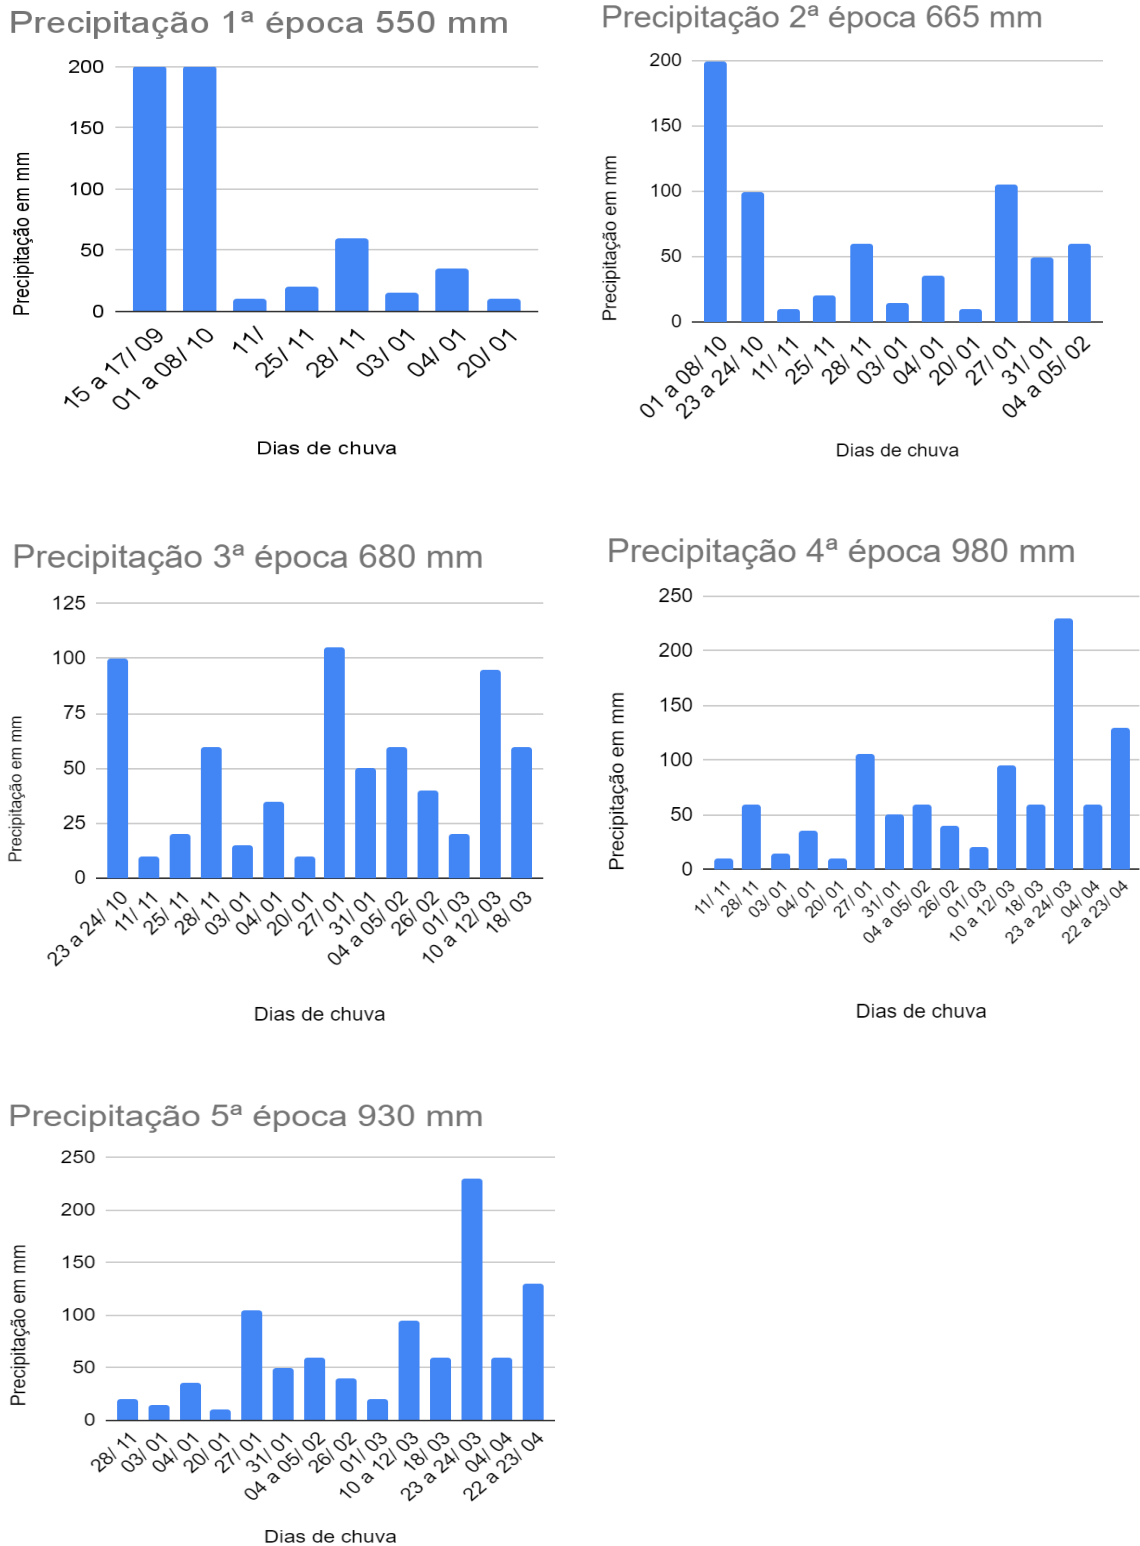 Precipitação 1ª época 550 mm
Precipitação em mm
200
150
100
50
0
15 a 17/ 09
01 a 08/ 10
11/
25/ 11
28/ 11
03/ 01
04/ 01
20/ 01
Dias de chuva
Precipitação 2ª época 665 mm
Precipitação em mm
200
150
100
50
0
01 a 08/ 10
23 a 24/ 10
11/ 11
25/ 11
28/ 11
03/ 01
04/ 01
20/ 01
27/ 01
31/ 01
04 a 05/ 02
Dias de chuva
Precipitação 3ª época 680 mm
Precipitação em mm
125
100
75
50
25
0
23 a 24/ 10
11/ 11
25/ 11
28/ 11
03/ 01
04/ 01
20/ 01
27/ 01
31/ 01
04 a 05/ 02
26/ 02
01/ 03
10 a 12/ 03
18/ 03
Dias de chuva
Precipitação 4ª época 980 mm
Precipitação em mm
250
200
150
100
50
0
11/ 11
28/ 11
03/ 01
04/ 01
20/ 01
27/ 01
31/ 01
04 a 05/ 02
26/ 02
01/ 03
10 a 12/ 03
18/ 03
23 a 24/ 03
04/ 04
22 a 23/ 04
Dias de chuva
Precipitação 5ª época 930 mm
Precipitação em mm
250
200
150
100
50
0
28/ 11
03/ 01
04/ 01
20/ 01
27/ 01
31/ 01
04 a 05/ 02
26/ 02
01/ 03
10 a 12/ 03
18/ 03
23 a 24/ 03
04/ 04
22 a 23/ 04
Dias de chuva